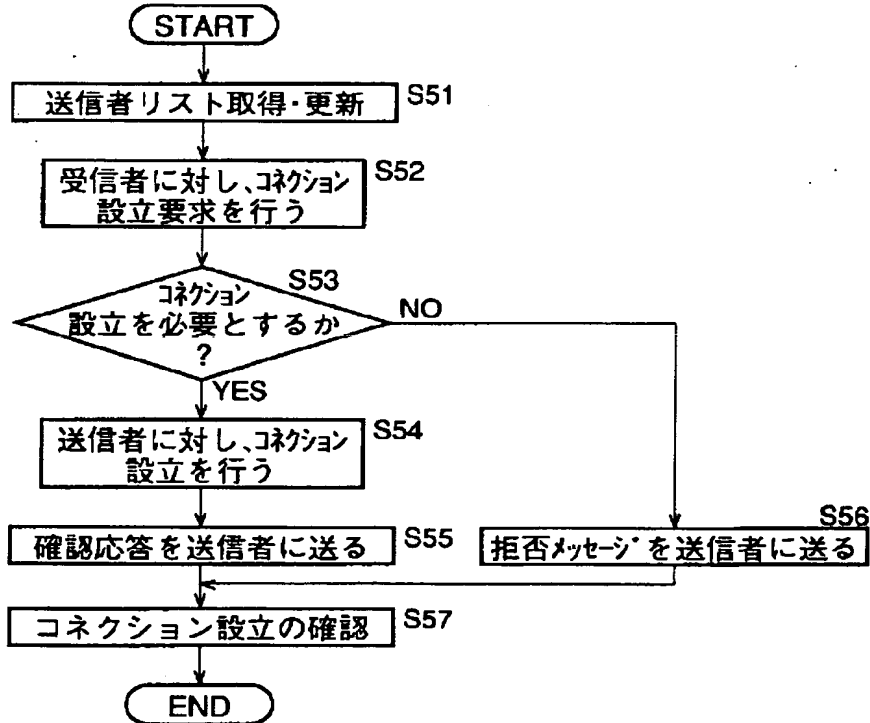 START
送信者リスト取得･更新
S51
受信者に対し､ｺﾈｸｼｮﾝ
設立要求を行う
S52
S53
ｺﾈｸｼｮﾝ
設立を必要とするか
?
NO
YES
送信者に対し､ｺﾈｸｼｮﾝ
設立を行う
S54
確認応答を送信者に送る
S55
S56
拒否ﾒｯｾｰｼﾞを送信者に送る
コネクション設立の確認
S57
END